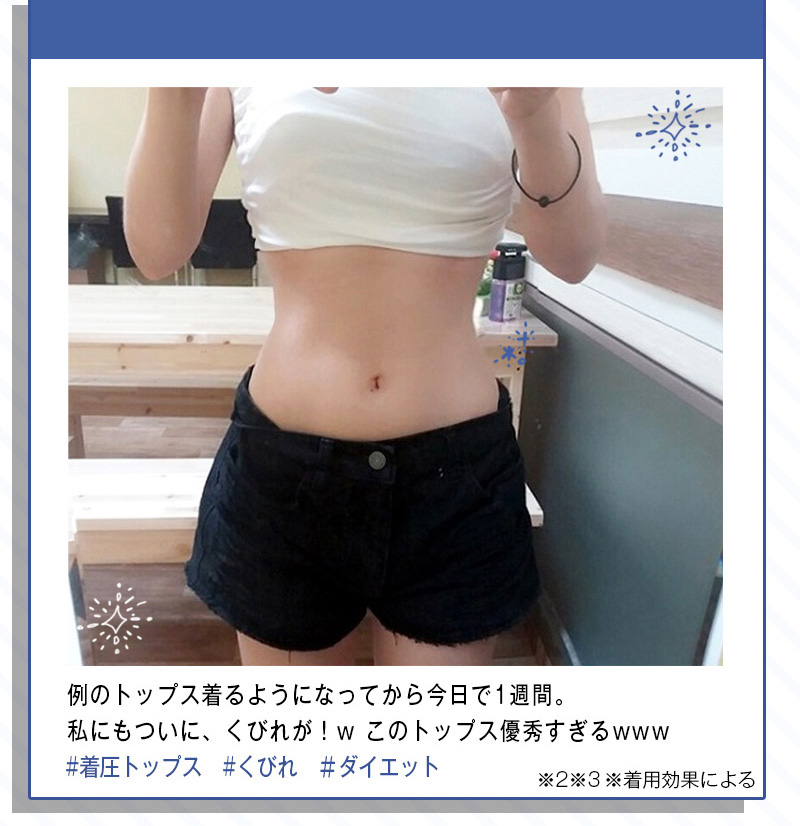 例のトップス着るようになってから今日で1週間。
私にもついに、くびれが！w このトップス優秀すぎるwww
#着圧トップス #くびれ #ダイエット
※2※3 ※着用効果による